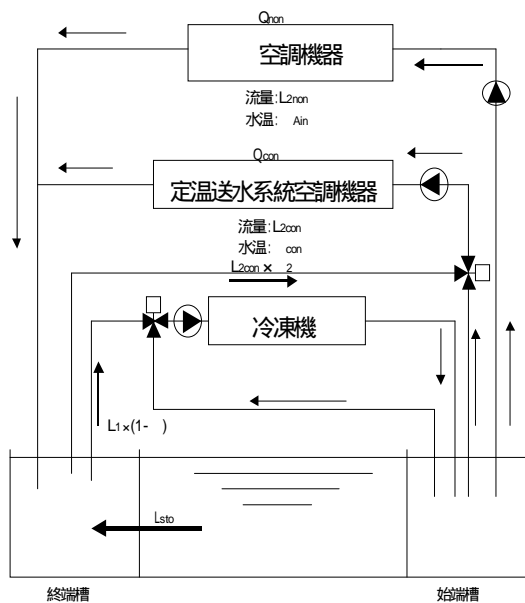 Qnon
空調機器
流量:L2non
水温: Ain
Qcon
定温送水系統空調機器
流量:L2con
水温: con
L2con × 2
冷凍機
L1×(1- )
Lsto
終端槽
始端槽